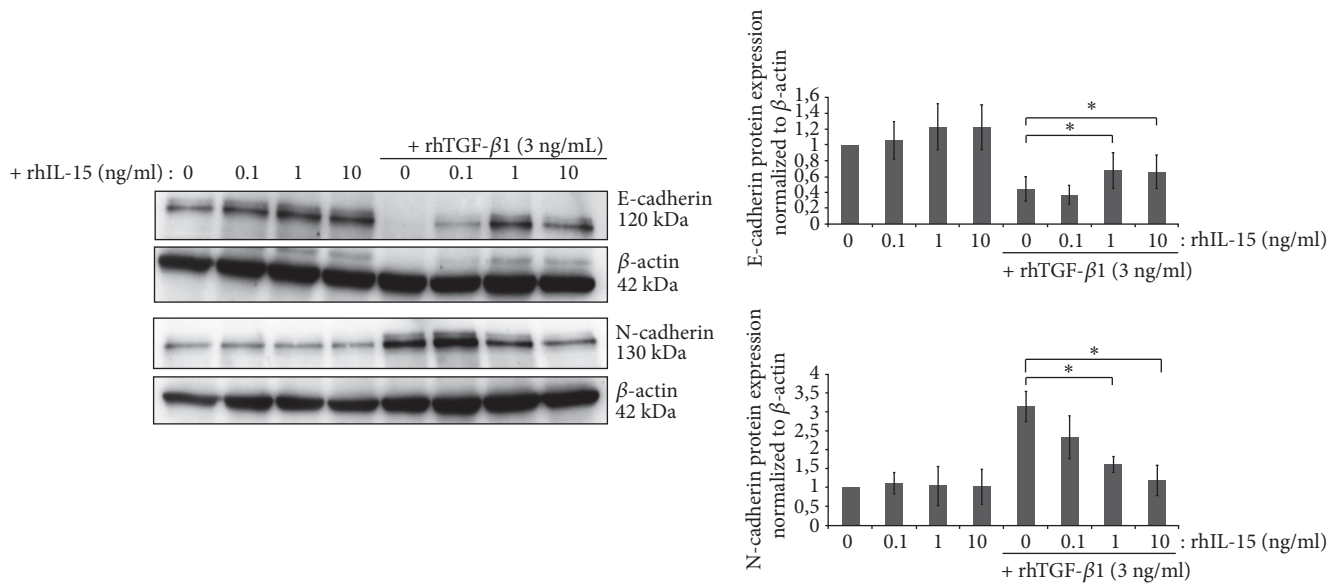 + rhTGF-β1 (3 ng/mL)
+ rhIL-15 (ng/ml) : 0 0.1 1 10 0 0.1 1 10
E-cadherin
120 kDa
β-actin
42 kDa
N-cadherin
130 kDa
β-actin
42 kDa
E-cadherin protein expression
normalized to β-actin
1,6
1,4
1,2
1
0,8
0,6
0,4
0,2
0
*
*
0 0.1 1 10 0 0.1 1 10 : rhIL-15 (ng/ml)
+ rhTGF-β1 (3 ng/ml)
N-cadherin protein expression
normalized to β-actin
4
3,5
3
2,5
2
1,5
1
0,5
0
*
*
0 0.1 1 10 0 0.1 1 10 : rhIL-15 (ng/ml)
+ rhTGF-β1 (3 ng/ml)